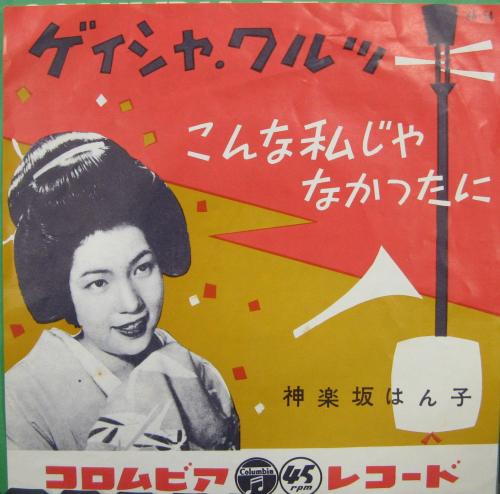 ゲイシャ・ワルツ
こんな私じゃ
なかったに
神楽坂はん子
コロムビア Columbia 45 rpm レコード